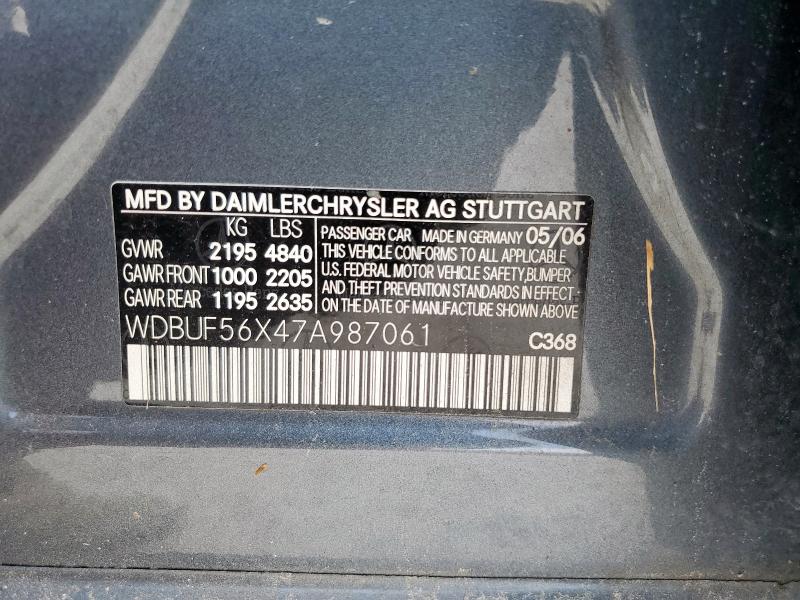 MFD BY DAIMLERCHRYSLER AG STUTTGART
KG LBS
GVWR 2195 4840
GAWR FRONT 1000 2205
GAWR REAR 1195 2635
PASSENGER CAR MADE IN GERMANY 05/06
THIS VEHICLE CONFORMS TO ALL APPLICABLE
U.S. FEDERAL MOTOR VEHICLE SAFETY, BUMPER
AND THEFT PREVENTION STANDARDS IN EFFECT
ON THE DATE OF MANUFACTURE SHOWN ABOVE.
WDBUF56X47A987061
C368